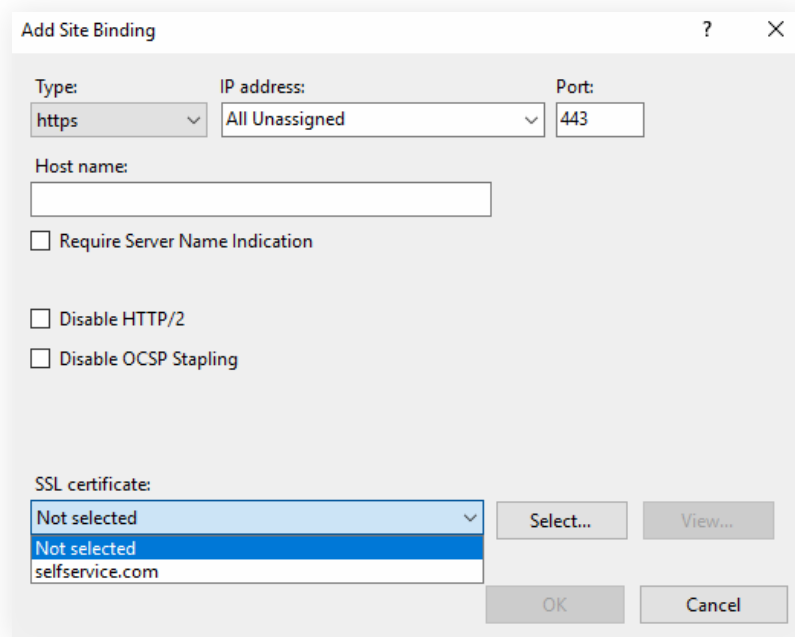 Add Site Binding ? ✕
Type: IP address: Port:
https All Unassigned 443
Host name:
Require Server Name Indication
Disable HTTP/2
Disable OCSP Stapling
SSL certificate:
Not selected Select... View...
Not selected
selfservice.com
OK Cancel